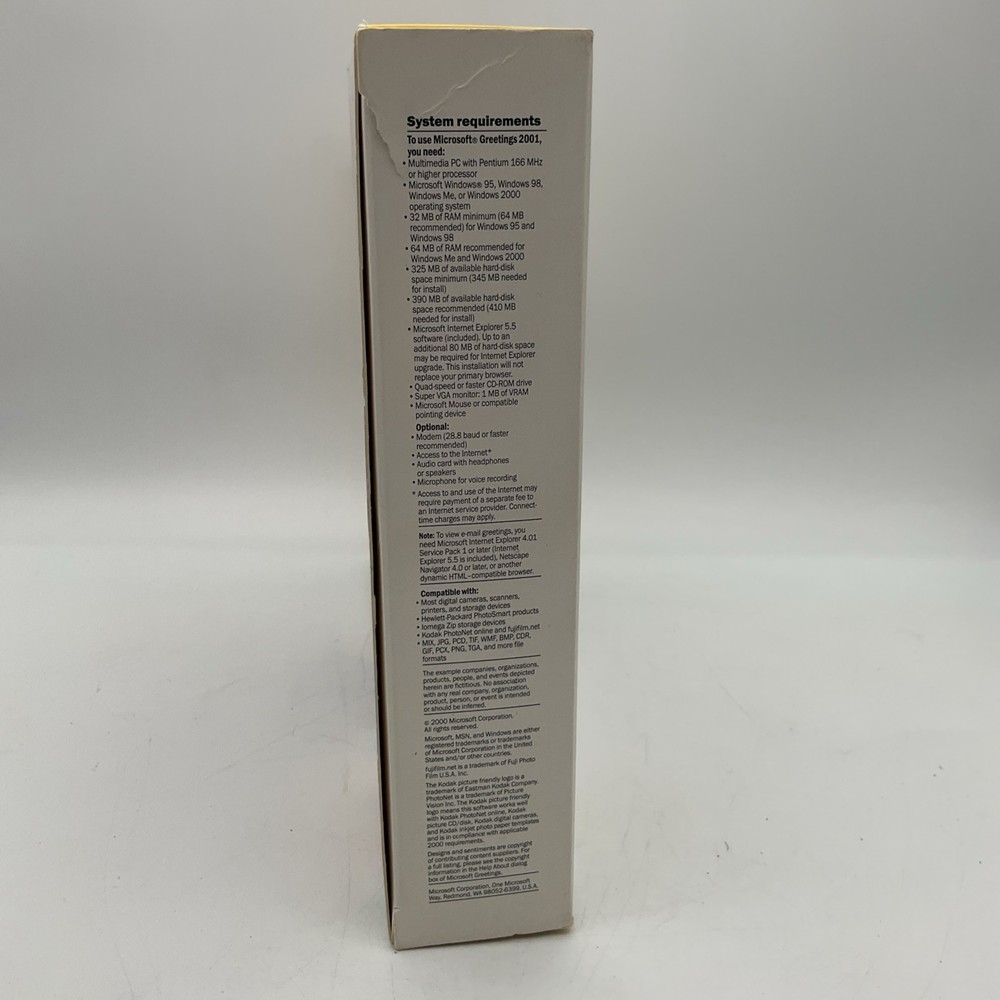 System requirements
To use Microsoft® Greetings 2001,
you need:
• Multimedia PC with Pentium 166 MHz
or higher processor
• Microsoft Windows® 95, Windows 98,
Windows Me, or Windows 2000
operating system
• 32 MB of RAM minimum (64 MB
recommended) for Windows 95 and
Windows 98
• 64 MB of RAM recommended for
Windows Me and Windows 2000
• 325 MB of available hard-disk
space minimum (345 MB needed
for install)
• 390 MB of available hard-disk
space recommended (410 MB
needed for install)
• Microsoft Internet Explorer 5.5
software (included). Up to an
additional 80 MB of hard-disk space
may be required for Internet Explorer
upgrade. This installation will not
replace your primary browser.
• Quad-speed or faster CD-ROM drive
• Super VGA monitor: 1 MB of VRAM
• Microsoft Mouse or compatible
pointing device
Optional:
• Modem (28.8 baud or faster
recommended)
• Access to the Internet*
• Audio card with headphones
or speakers
• Microphone for voice recording
* Access to and use of the Internet may
require payment of a separate fee to
an Internet service provider. Connect-
time charges may apply.
Note: To view e-mail greetings, you
need Microsoft Internet Explorer 4.01
Service Pack 1 or later (Internet
Explorer 5.5 is included), Netscape
Navigator 4.0 or later, or another
dynamic HTML–compatible browser.
Compatible with:
• Most digital cameras, scanners,
printers, and storage devices
• Hewlett-Packard PhotoSmart products
• Iomega Zip storage devices
• Kodak PhotoNet online and fujifilm.net
• MIX, JPG, PCD, TIF, WMF, BMP, CDR,
GIF, PCX, PNG, TGA, and more file
formats
The example companies, organizations,
products, people, and events depicted
herein are fictitious. No association
with any real company, organization,
product, person, or event is intended
or should be inferred.
© 2000 Microsoft Corporation.
All rights reserved.
Microsoft, MSN, and Windows are either
registered trademarks or trademarks
of Microsoft Corporation in the United
States and/or other countries.
fujifilm.net is a trademark of Fuji Photo
Film U.S.A. Inc.
The Kodak picture friendly logo is a
trademark of Eastman Kodak Company.
PhotoNet is a trademark of Picture
Vision Inc. The Kodak picture friendly
logo means this software works well
with Kodak PhotoNet online, Kodak
picture CD/disk, Kodak digital cameras,
and Kodak inkjet photo paper templates
and is in compliance with applicable
2000 requirements.
Designs and sentiments are copyright
of contributing content suppliers. For
a full listing, please see the copyright
information in the Help About dialog
box of Microsoft Greetings.
Microsoft Corporation, One Microsoft
Way, Redmond, WA 98052-6399, U.S.A.